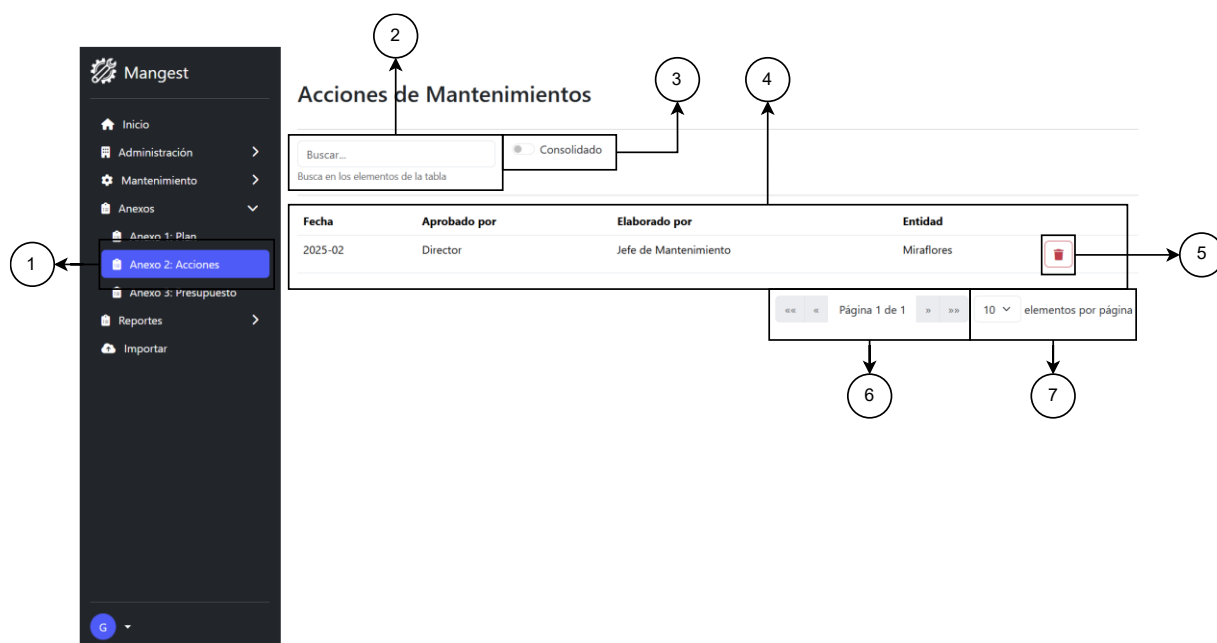 2
3
4
Mangest
Acciones de Mantenimientos
Inicio
Administración
Mantenimiento
Anexos
Anexo 1: Plan
Anexo 2: Acciones
Anexo 3: Presupuesto
Reportes
Importar
G
1
Buscar...
Busca en los elementos de la tabla
Consolidado
Fecha Aprobado por Elaborado por Entidad
2025-02 Director Jefe de Mantenimiento Miraflores
5
«« « Página 1 de 1 » »» 10 elementos por página
6
7